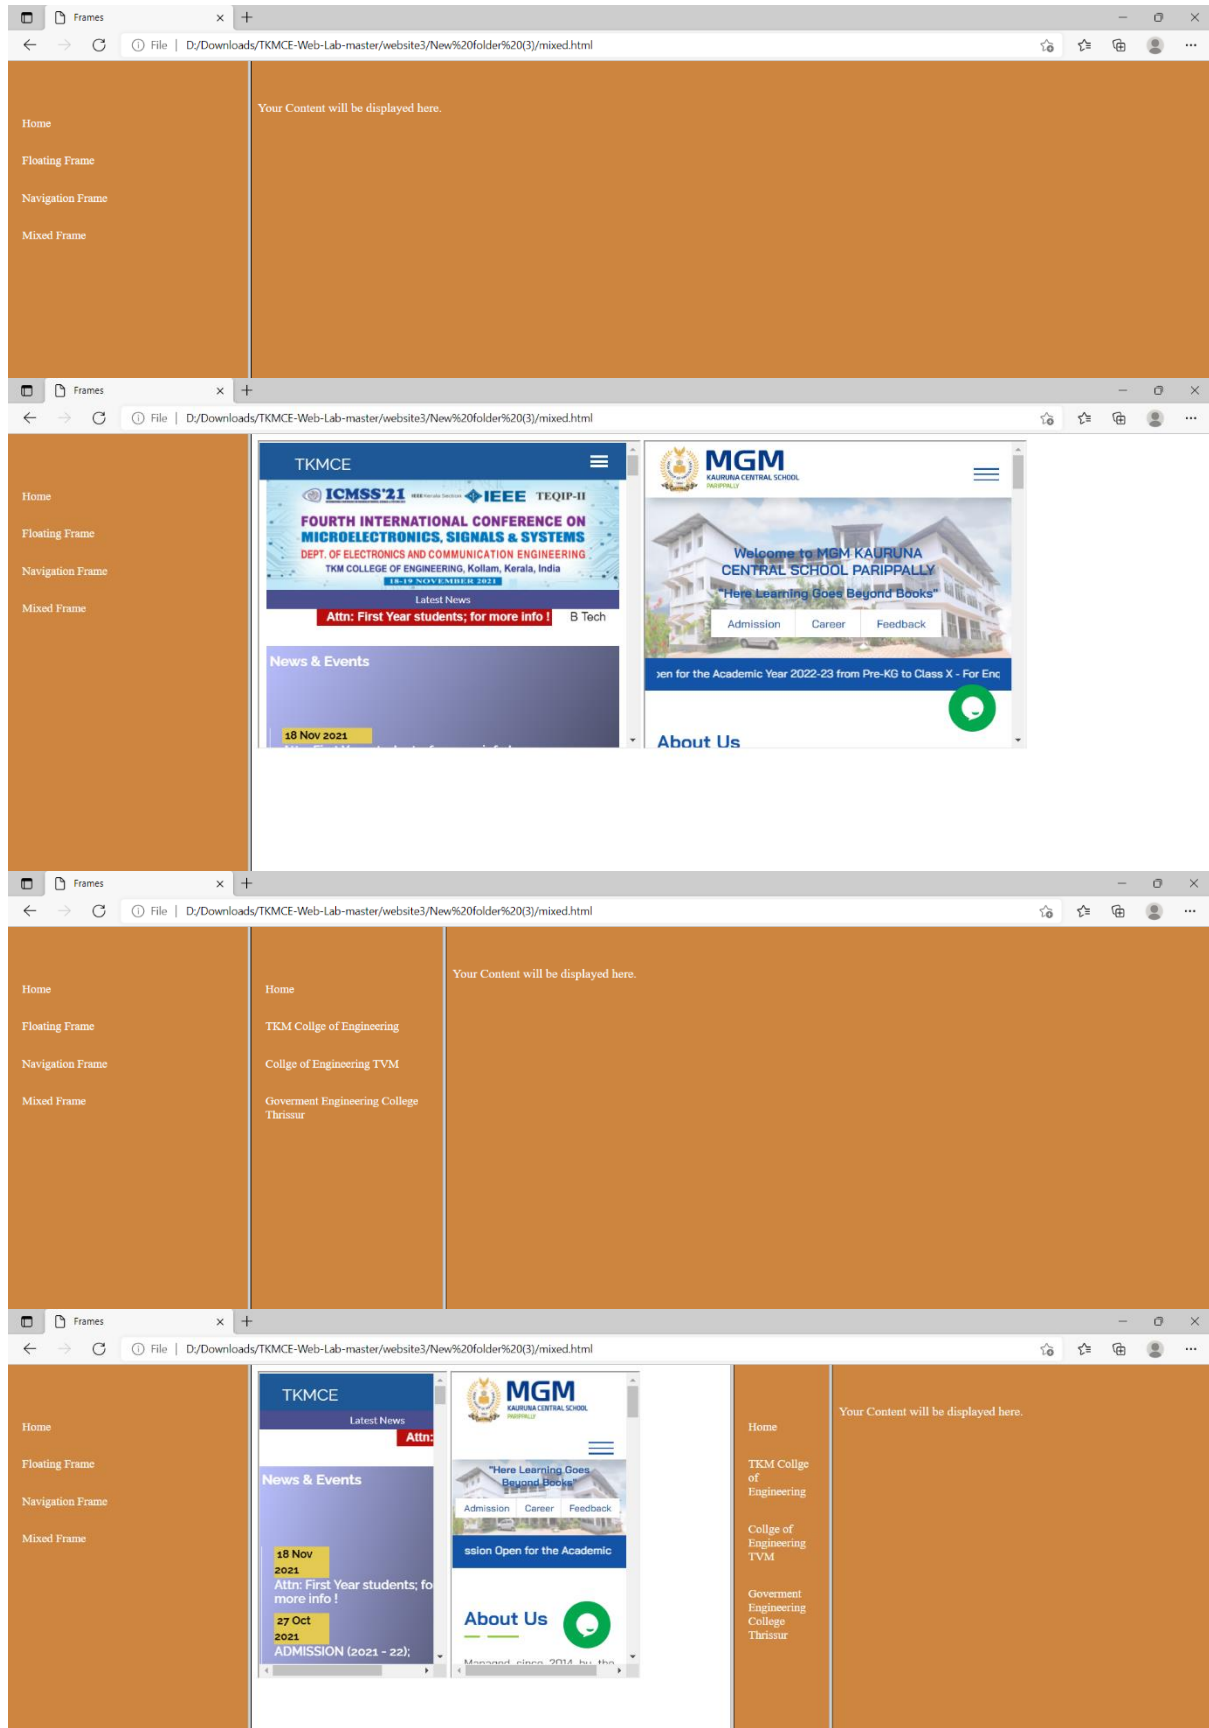 Frames
File | D:/Downloads/TKMCE-Web-Lab-master/website3/New%20folder%20(3)/mixed.html
Home
Floating Frame
Navigation Frame
Mixed Frame
Your Content will be displayed here.
Frames
File | D:/Downloads/TKMCE-Web-Lab-master/website3/New%20folder%20(3)/mixed.html
Home
Floating Frame
Navigation Frame
Mixed Frame
TKMCE
ICMSS'21 IEEE TEQIP-II
FOURTH INTERNATIONAL CONFERENCE ON
MICROELECTRONICS, SIGNALS & SYSTEMS
DEPT. OF ELECTRONICS AND COMMUNICATION ENGINEERING
TKM COLLEGE OF ENGINEERING, Kollam, Kerala, India
18-19 NOVEMBER 2021
Latest News
Attn: First Year students; for more info ! B Tech
News & Events
18 Nov 2021
MGM
KAURUNA CENTRAL SCHOOL
PARIPPALLY
Welcome to MGM KAURUNA
CENTRAL SCHOOL PARIPPALLY
"Here Learning Goes Beyond Books"
Admission Career Feedback
pen for the Academic Year 2022-23 from Pre-KG to Class X - For Enq
About Us
Frames
File | D:/Downloads/TKMCE-Web-Lab-master/website3/New%20folder%20(3)/mixed.html
Home
Floating Frame
Navigation Frame
Mixed Frame
Home
TKM Collge of Engineering
Collge of Engineering TVM
Goverment Engineering College
Thrissur
Your Content will be displayed here.
Frames
File | D:/Downloads/TKMCE-Web-Lab-master/website3/New%20folder%20(3)/mixed.html
Home
Floating Frame
Navigation Frame
Mixed Frame
TKMCE
Latest News
Attn:
News & Events
18 Nov
2021
Attn: First Year students; fo
more info !
27 Oct
2021
ADMISSION (2021 - 22);
MGM
KAURUNA CENTRAL SCHOOL
PARIPPALLY
"Here Learning Goes
Beyond Books"
Admission Career Feedback
ssion Open for the Academic
About Us
Managed since 2014 by the
Home
TKM Collge
of
Engineering
Collge of
Engineering
TVM
Goverment
Engineering
College
Thrissur
Your Content will be displayed here.